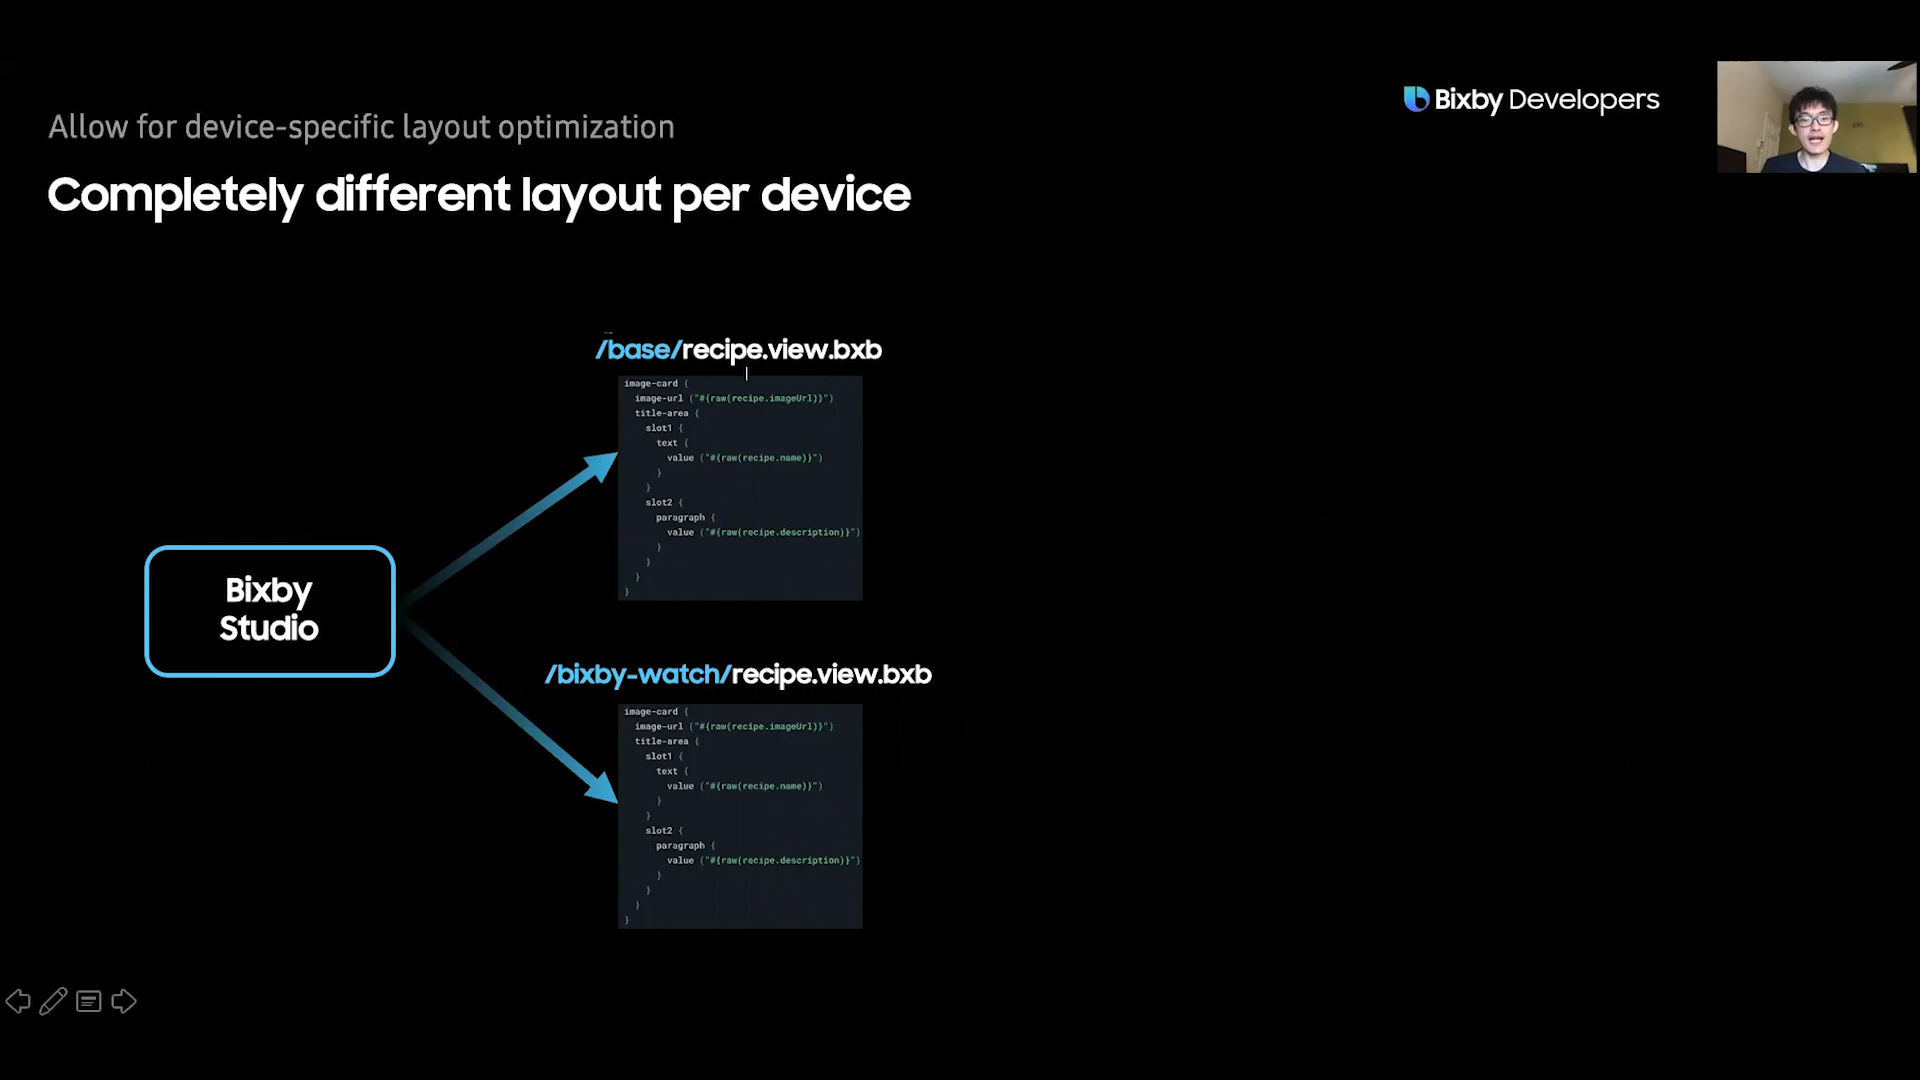 Bixby Developers
Allow for device-specific layout optimization
Completely different layout per device
/base/recipe.view.bxb
image-card {
image-url ("#{raw(recipe.imageUrl)}")
title-area {
slot1 {
text {
value ("#{raw(recipe.name)}")
}
}
slot2 {
paragraph {
value ("#{raw(recipe.description)}")
}
}
}
}
Bixby
Studio
/bixby-watch/recipe.view.bxb
image-card {
image-url ("#{raw(recipe.imageUrl)}")
title-area {
slot1 {
text {
value ("#{raw(recipe.name)}")
}
}
slot2 {
paragraph {
value ("#{raw(recipe.description)}")
}
}
}
}